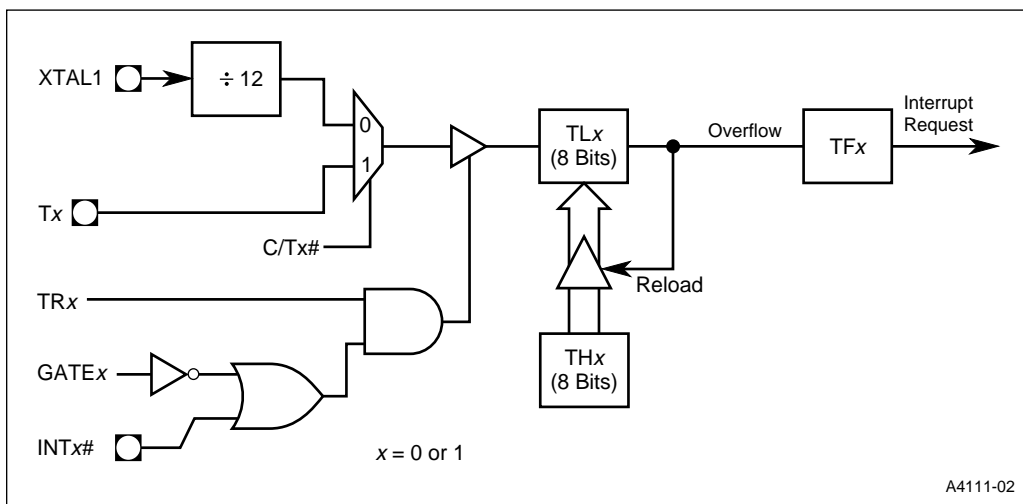 XTAL1
÷ 12
0
1
Tx
C/Tx#
TRx
GATEx
INTx#
x = 0 or 1
TLx
(8 Bits)
Overflow
TFx
Interrupt
Request
Reload
THx
(8 Bits)
A4111-02